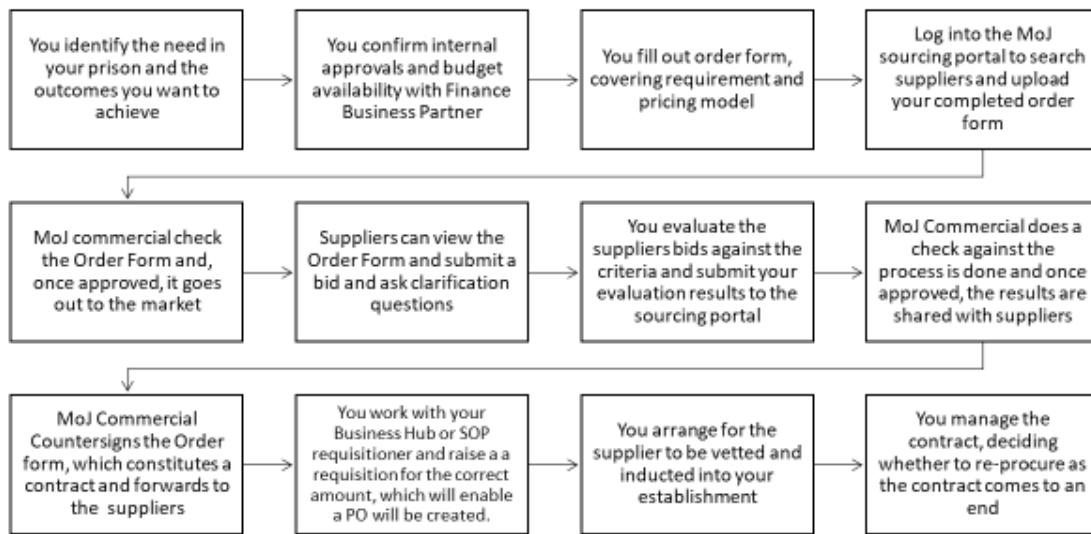 You identify the need in
your prison and the
outcomes you want to
achieve
You confirm internal
approvals and budget
availability with Finance
Business Partner
You fill out order form,
covering requirement and
pricing model
Log into the MoJ
sourcing portal to search
suppliers and upload
your completed order
form
MoJ commercial check
the Order Form and,
once approved, it goes
out to the market
Suppliers can view the
Order Form and submit a
bid and ask clarification
questions
You evaluate the
suppliers bids against the
criteria and submit your
evaluation results to the
sourcing portal
MoJ Commercial does a
check against the
process is done and once
approved, the results are
shared with suppliers
MoJ Commercial
Countersigns the Order
form, which constitutes a
contract and forwards to
the suppliers
You work with your
Business Hub or SOP
requisitioner and raise a a
requisition for the correct
amount, which will enable
a PO will be created.
You arrange for the
supplier to be vetted and
inducted into your
establishment
You manage the
contract, deciding
whether to re-procure as
the contract comes to an
end